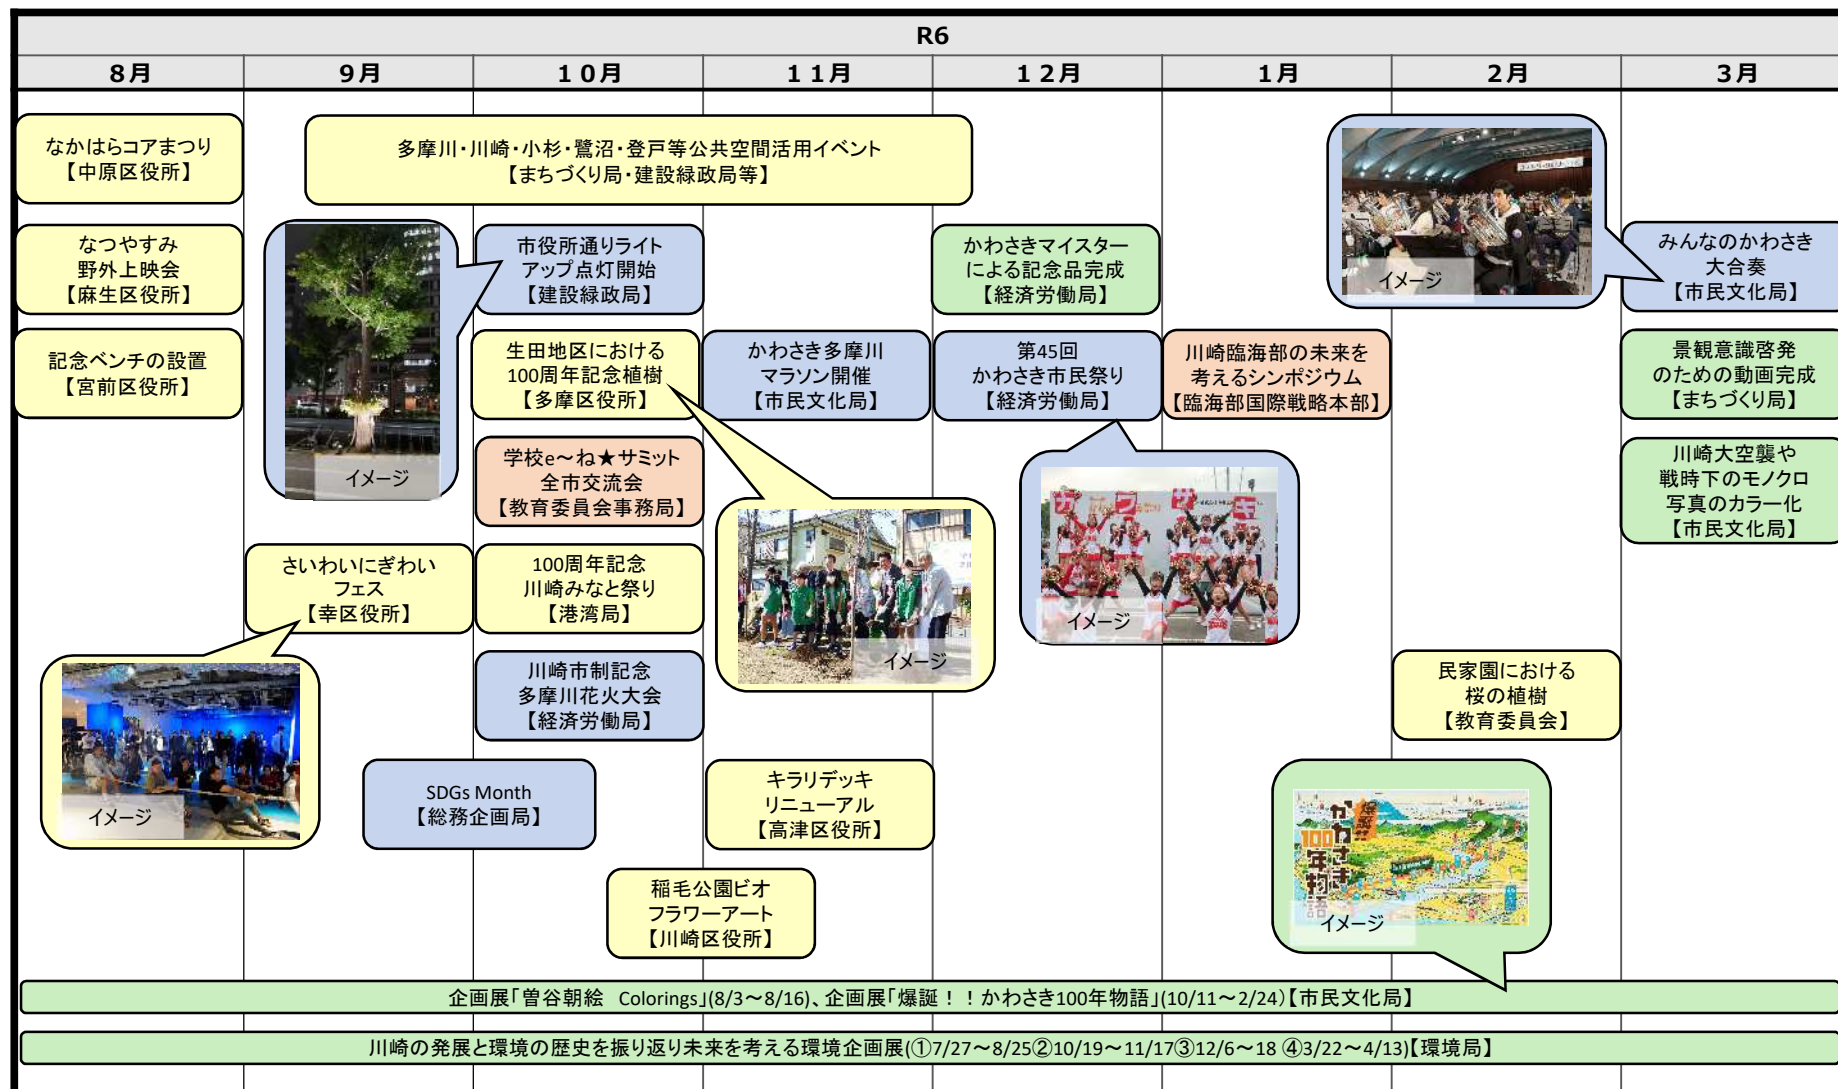 R6
8月
9月
10月
11月
12月
1月
2月
3月
なかはらコアまつり
【中原区役所】
多摩川・川崎・小杉・鷺沼・登戸等公共空間活用イベント
【まちづくり局・建設緑政局等】
イメージ
なつやすみ
野外上映会
【麻生区役所】
イメージ
市役所通りライト
アップ点灯開始
【建設緑政局】
かわさきマイスター
による記念品完成
【経済労働局】
みんなのかわさき
大合奏
【市民文化局】
記念ベンチの設置
【宮前区役所】
生田地区における
100周年記念植樹
【多摩区役所】
かわさき多摩川
マラソン開催
【市民文化局】
第45回
かわさき市民祭り
【経済労働局】
川崎臨海部の未来を
考えるシンポジウム
【臨海部国際戦略本部】
景観意識啓発
のための動画完成
【まちづくり局】
学校e～ね★サミット
全市交流会
【教育委員会事務局】
イメージ
イメージ
川崎大空襲や
戦時下のモノクロ
写真のカラー化
【市民文化局】
さいわいにぎわい
フェス
【幸区役所】
100周年記念
川崎みなと祭り
【港湾局】
イメージ
川崎市制記念
多摩川花火大会
【経済労働局】
民家園における
桜の植樹
【教育委員会】
SDGs Month
【総務企画局】
キラリデッキ
リニューアル
【高津区役所】
かわさき
100年物語
イメージ
稲毛公園ビオ
フラワーアート
【川崎区役所】
企画展「曽谷朝絵　Colorings」(8/3～8/16)、企画展「爆誕！！かわさき100年物語」(10/11～2/24)【市民文化局】
川崎の発展と環境の歴史を振り返り未来を考える環境企画展(①7/27～8/25②10/19～11/17③12/6～18 ④3/22～4/13)【環境局】